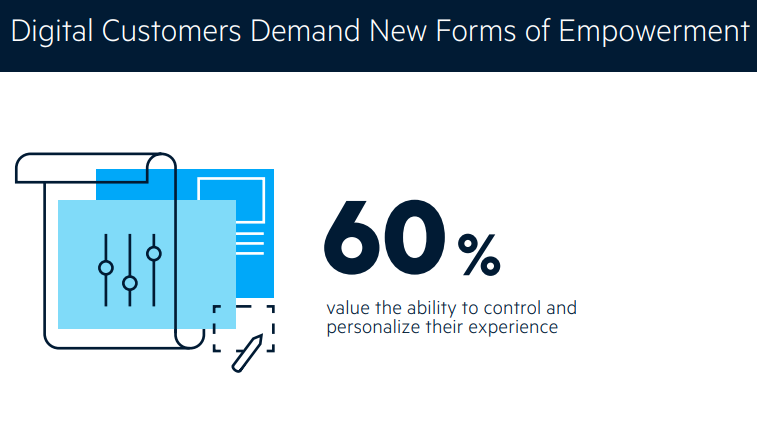 Digital Customers Demand New Forms of Empowerment
60%
value the ability to control and
personalize their experience